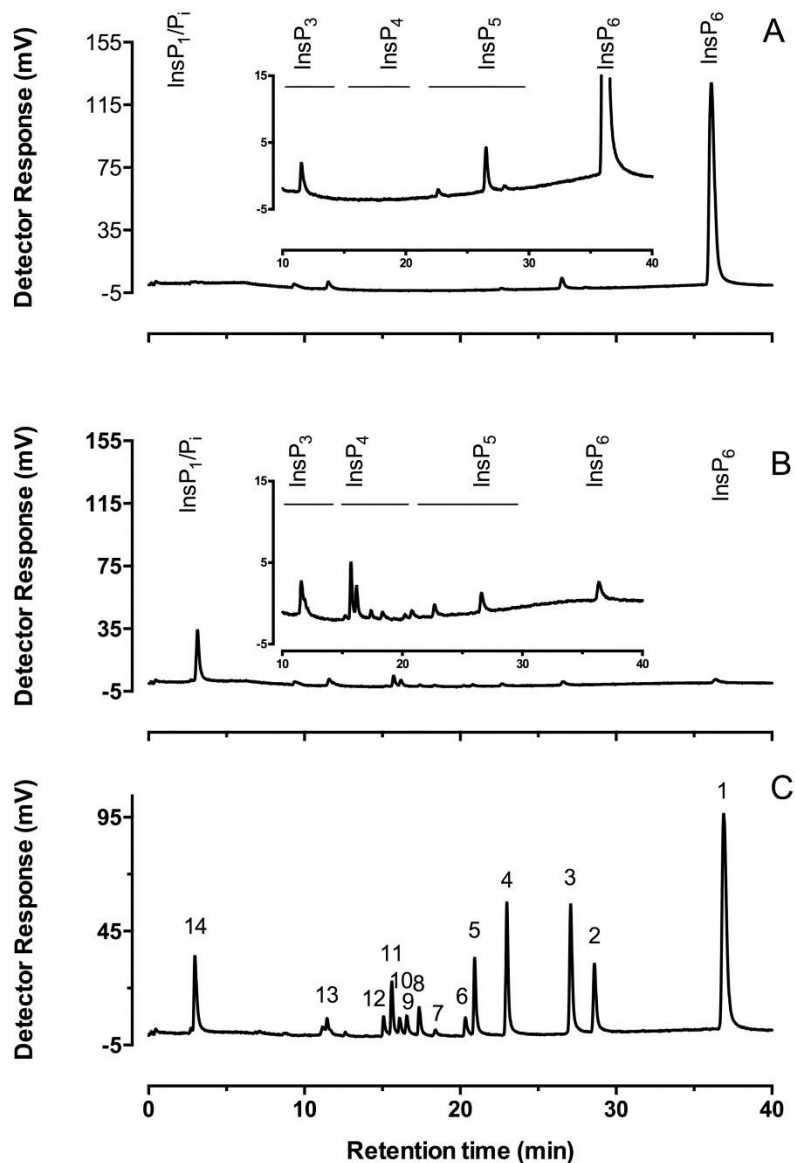 InsP₁/Pᵢ InsP₃ InsP₄ InsP₅ InsP₆ InsP₆ A
Detector Response (mV)
155
115
75
35
-5
15
5
-5
10 20 30 40
InsP₁/Pᵢ InsP₃ InsP₄ InsP₅ InsP₆ InsP₆ B
Detector Response (mV)
155
115
75
35
-5
15
5
-5
10 20 30 40
C
Detector Response (mV)
95
45
-5
14 13 12 11 10 9 8 7 6 5 4 3 2 1
0 10 20 30 40
Retention time (min)